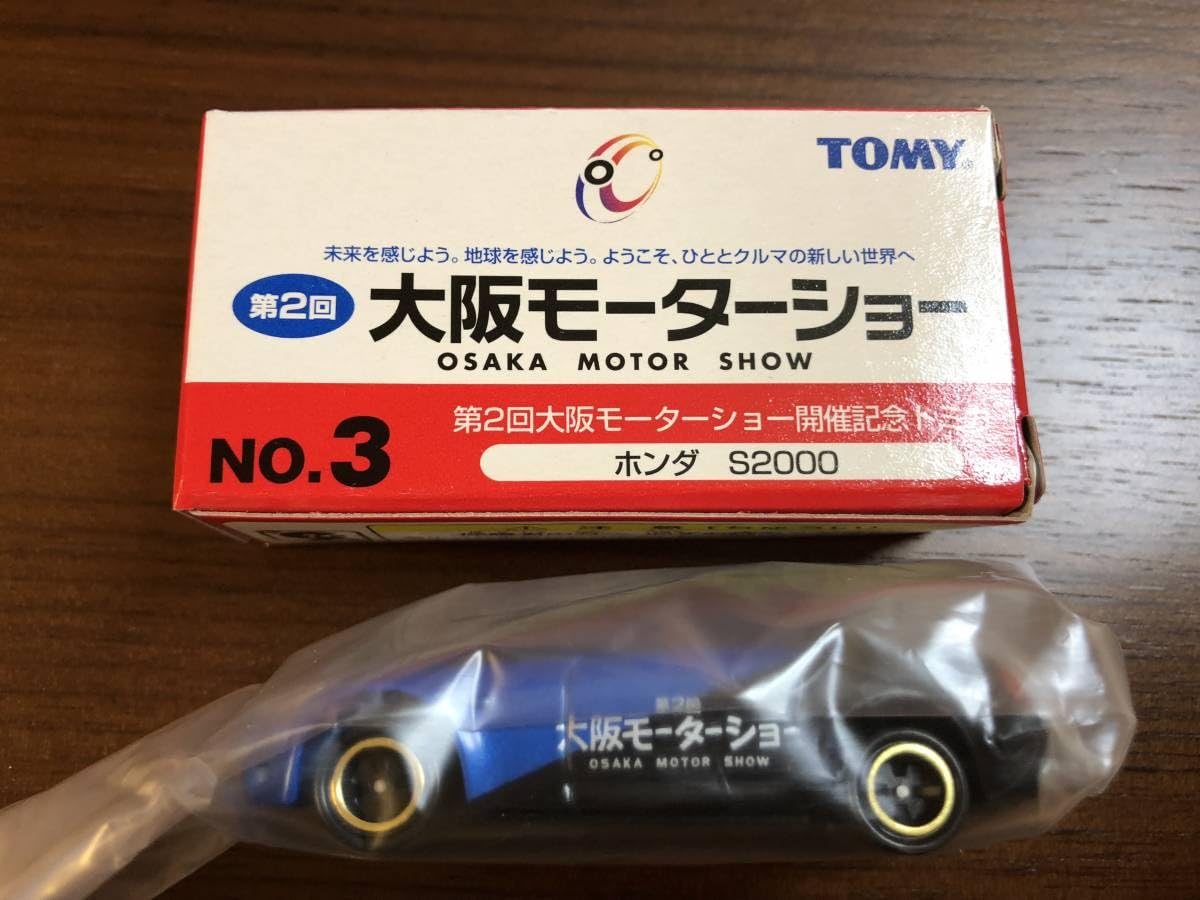 TOMY
未来を感じよう。地球を感じよう。ようこそ、ひととクルマの新しい世界へ
第2回
大阪モーターショー
OSAKA MOTOR SHOW
NO.3
第2回大阪モーターショー開催記念トミカ
ホンダ S2000
第2回
大阪モーターショー
OSAKA MOTOR SHOW